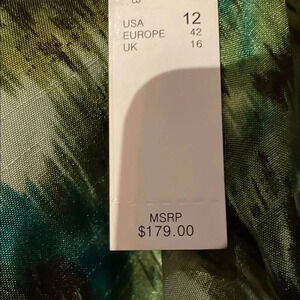 USA 12
EUROPE 42
UK 16
MSRP
$179.00